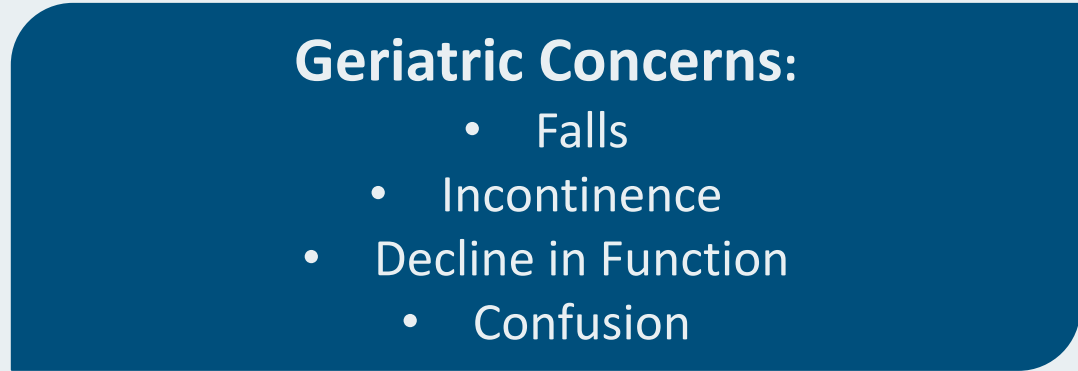 Geriatric Concerns:
• Falls
• Incontinence
• Decline in Function
• Confusion